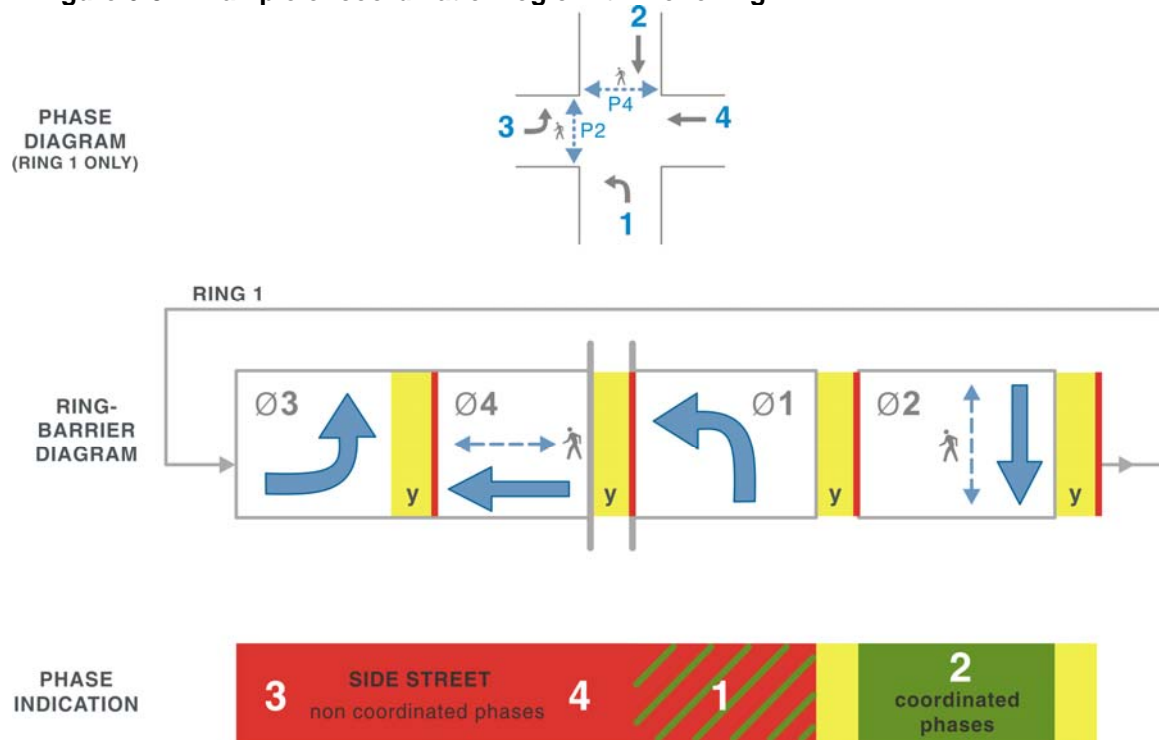 2
PHASE
DIAGRAM
(RING 1 ONLY)
P4
3
P2
4
1
RING 1
RING-
BARRIER
DIAGRAM
Ø3
y
Ø4
y
Ø1
y
Ø2
y
PHASE
INDICATION
3
SIDE STREET
non coordinated phases
4
1
2
coordinated
phases